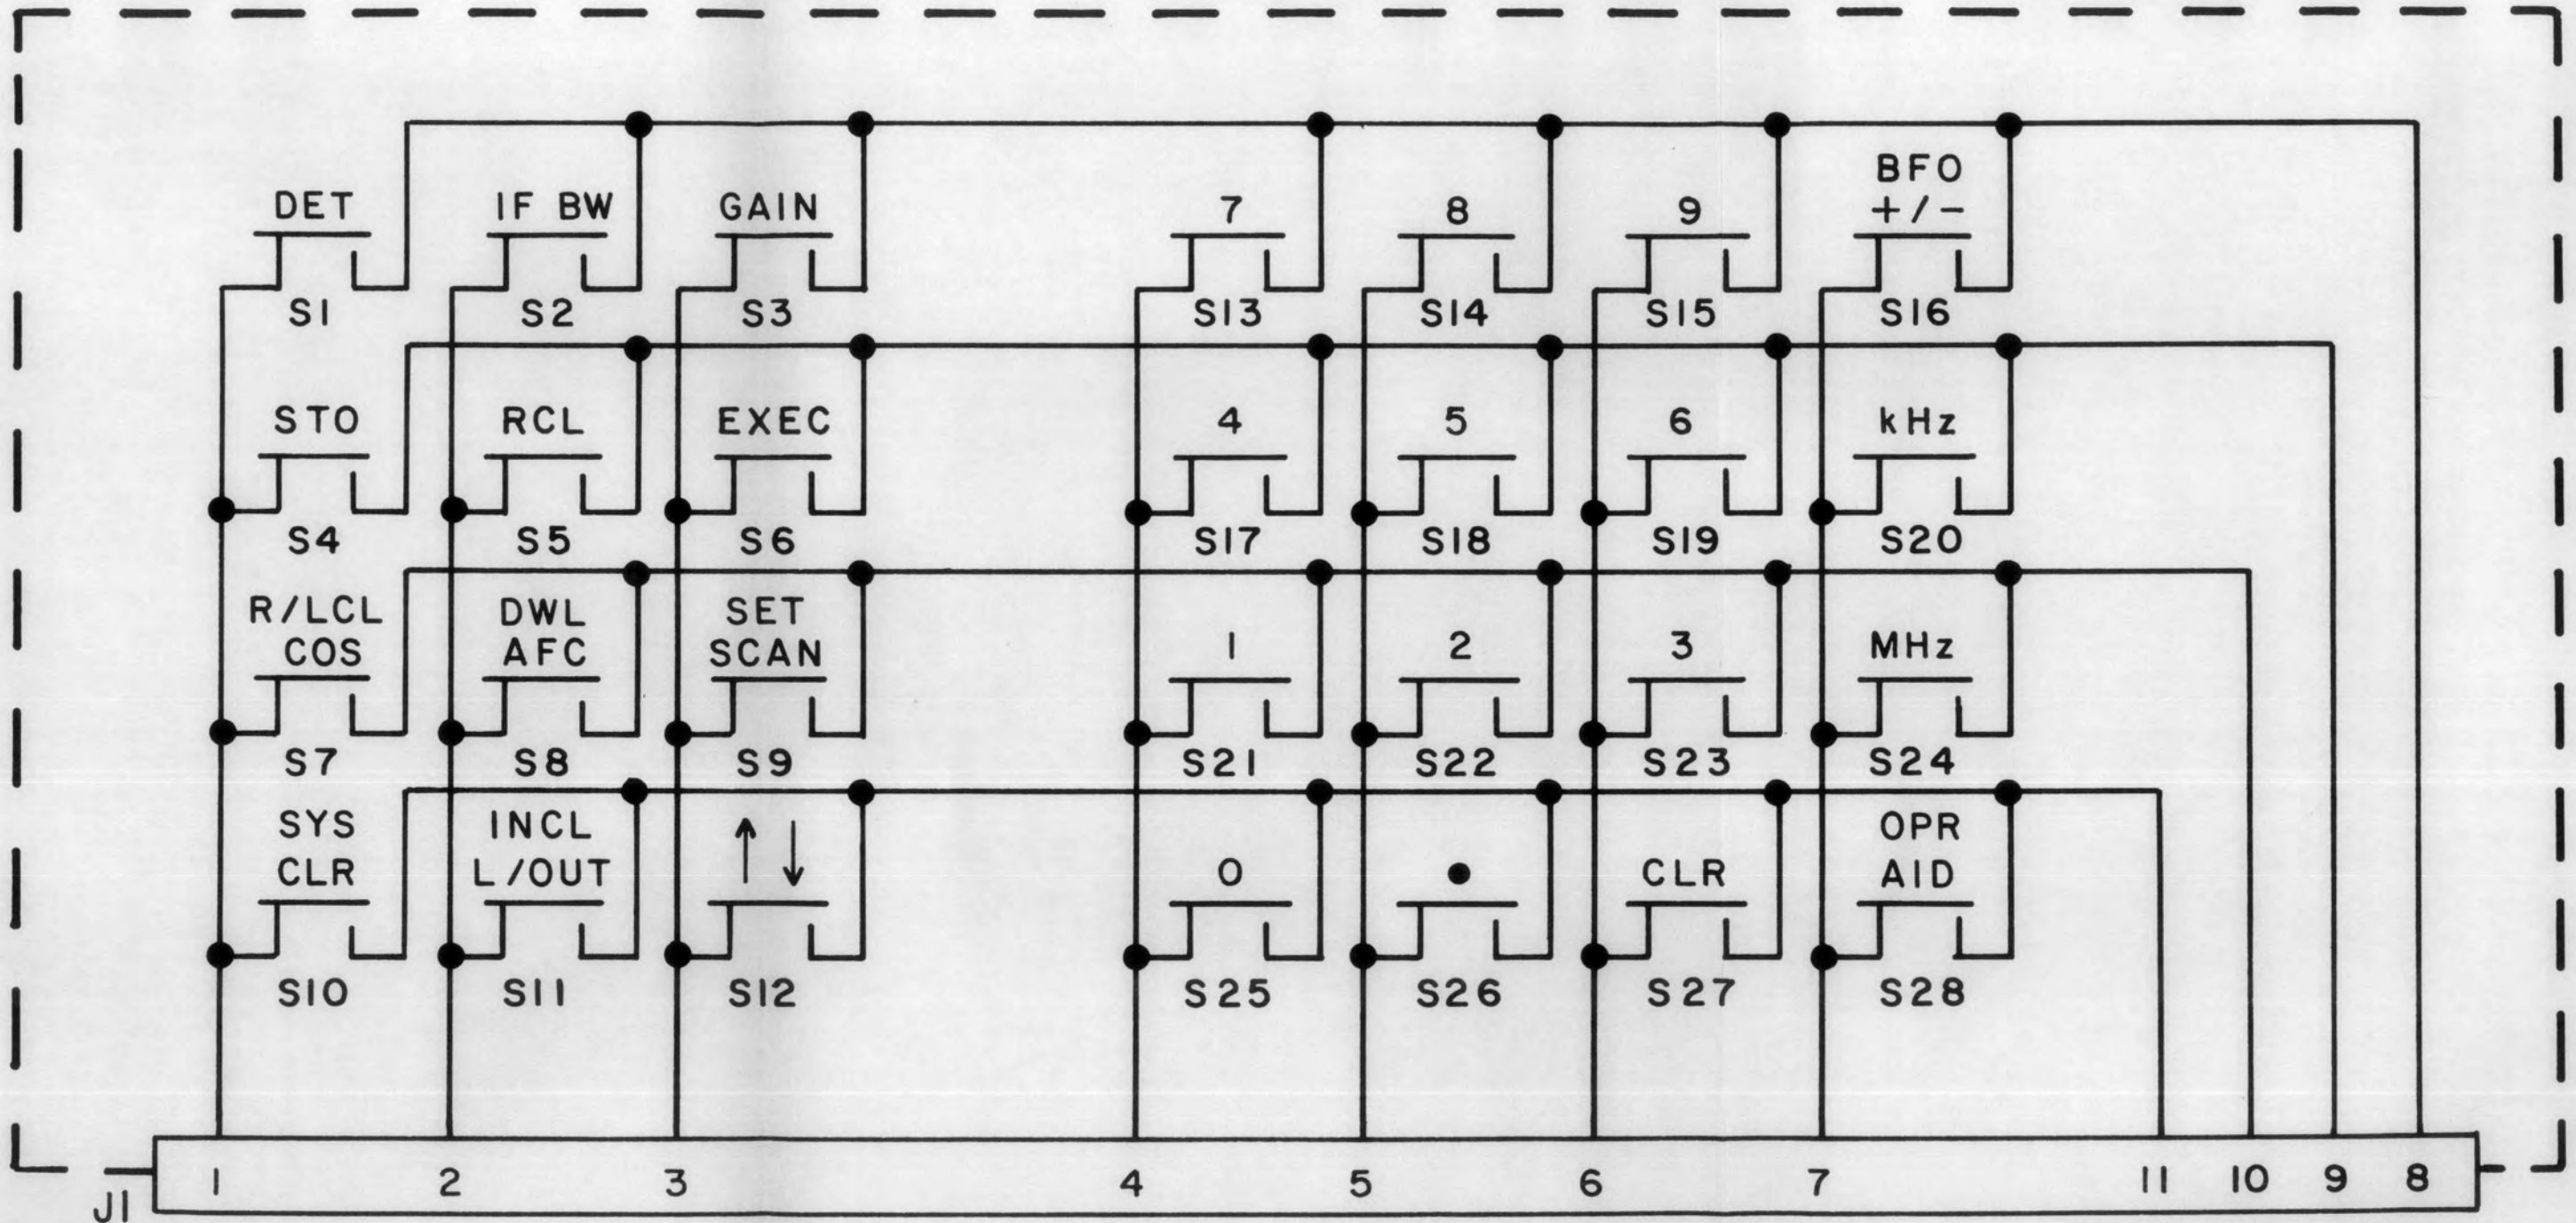 DET IF BW GAIN 7 8 9 BFO +/-
S1 S2 S3 S13 S14 S15 S16
STO RCL EXEC 4 5 6 kHz
S4 S5 S6 S17 S18 S19 S20
R/LCL COS DWL AFC SET SCAN 1 2 3 MHz
S7 S8 S9 S21 S22 S23 S24
SYS CLR INCL L/OUT ↑ ↓ 0 • CLR OPR AID
S10 S11 S12 S25 S26 S27 S28
1 2 3 4 5 6 7 11 10 9 8
J1